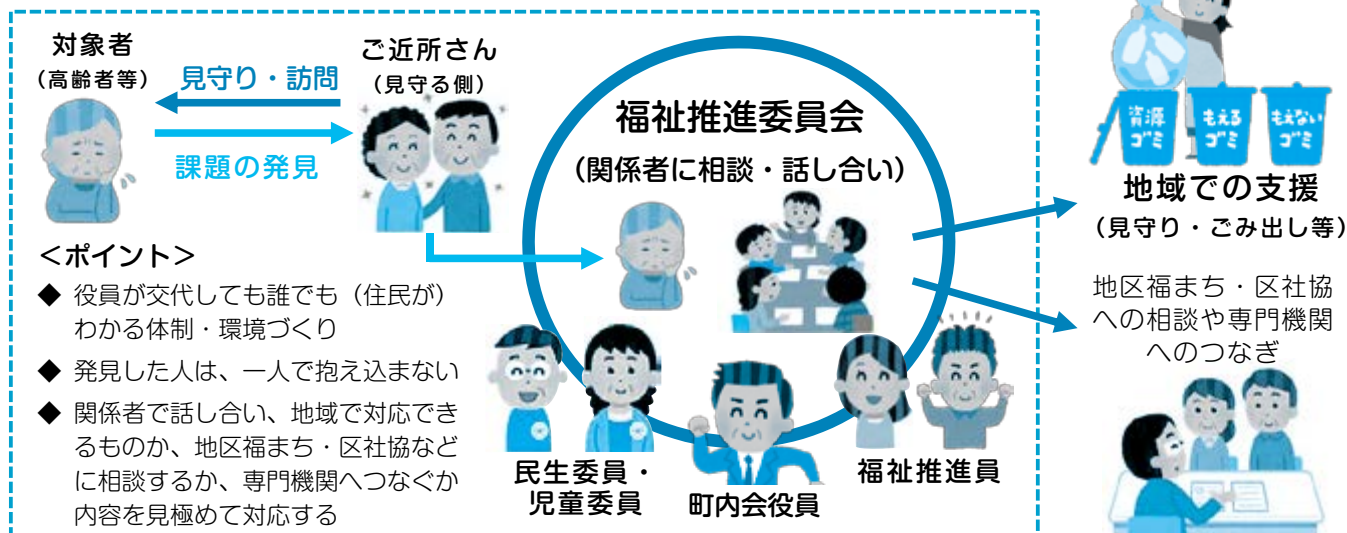 対象者
（高齢者等）
見守り・訪問
課題の発見
ご近所さん
（見守る側）
福祉推進委員会
（関係者に相談・話し合い）
＜ポイント＞
◆ 役員が交代しても誰でも（住民が）
わかる体制・環境づくり
◆ 発見した人は、一人で抱え込まない
◆ 関係者で話し合い、地域で対応でき
るものか、地区福まち・区社協など
に相談するか、専門機関へつなぐか
内容を見極めて対応する
民生委員・
児童委員
町内会役員
福祉推進員
資源
ゴミ
もえる
ゴミ
もえない
ゴミ
地域での支援
（見守り・ごみ出し等）
地区福まち・区社協
への相談や専門機関
へのつなぎ